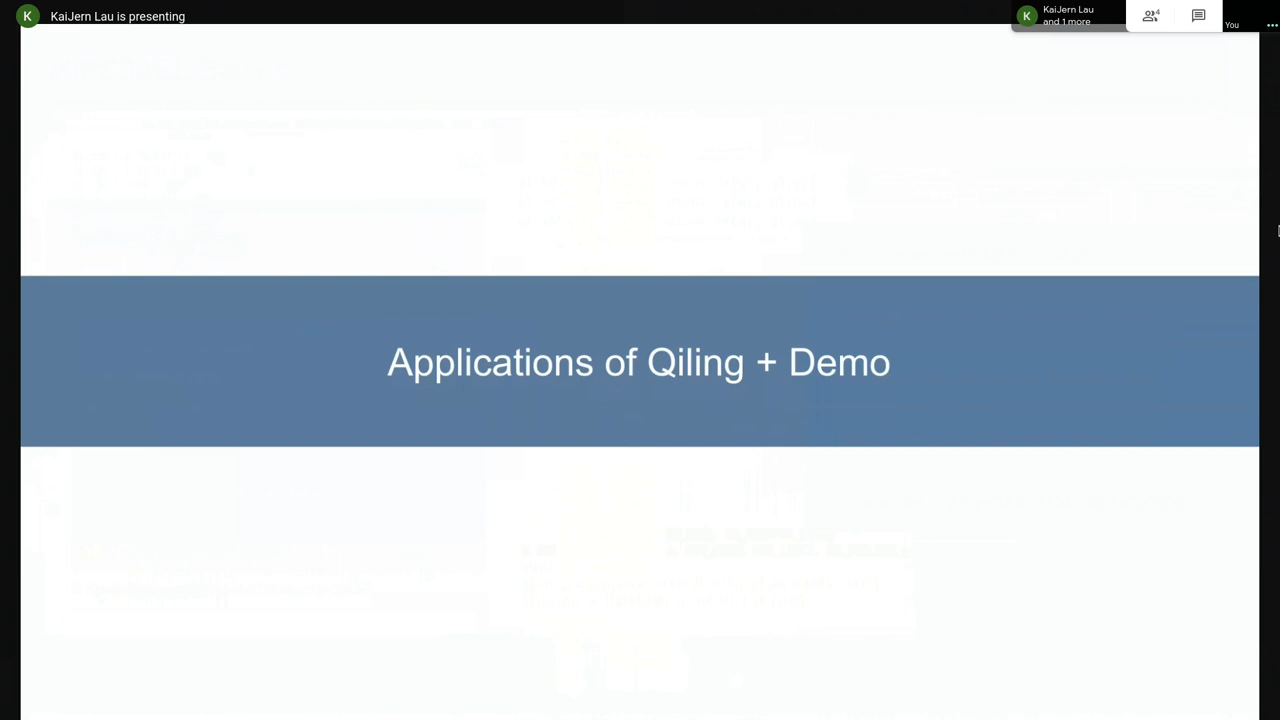 K
KaiJern Lau is presenting
K
KaiJern Lau
and 1 more
4
You
Applications of Qiling + Demo